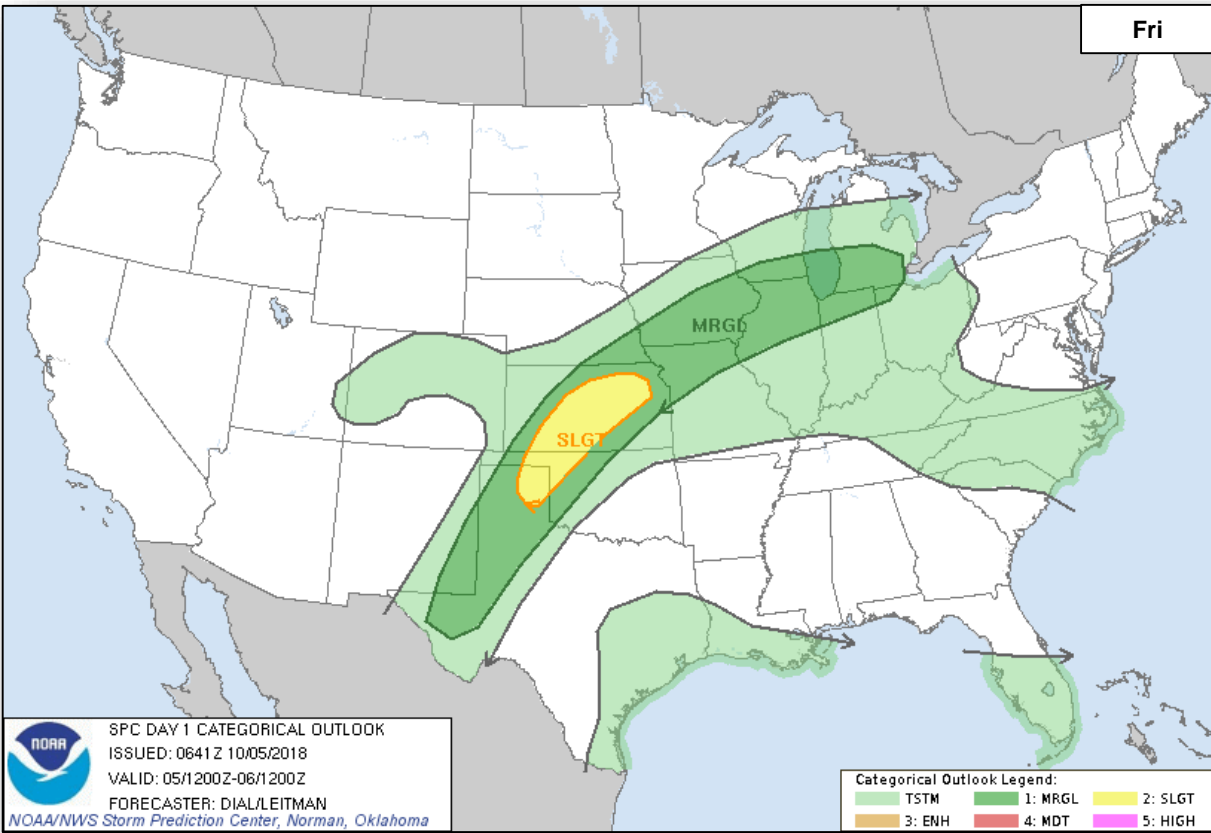 Fri
MRGL
SLGT
NOAA
SPC DAY 1 CATEGORICAL OUTLOOK
ISSUED: 0641Z 10/05/2018
VALID: 05/1200Z-06/1200Z
FORECASTER: DIAL/LEITMAN
NOAA/NWS Storm Prediction Center, Norman, Oklahoma
Categorical Outlook Legend:
TSTM 1: MRGL 2: SLGT
3: ENH 4: MDT 5: HIGH